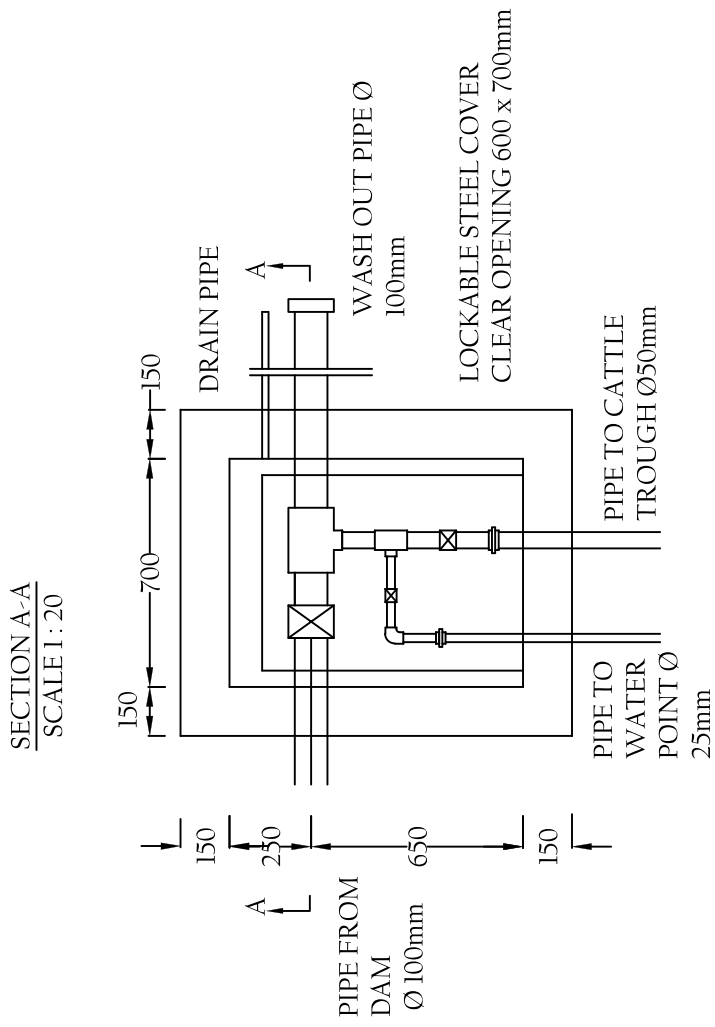 SECTION A-A
SCALE 1 : 20
150
700
150
DRAIN PIPE
A
WASH OUT PIPE Ø
100mm
LOCKABLE STEEL COVER
CLEAR OPENING 600 x 700mm
PIPE TO CATTLE
TROUGH Ø50mm
PIPE TO
WATER
POINT Ø
25mm
150
250
650
150
A
PIPE FROM
DAM
Ø 100mm